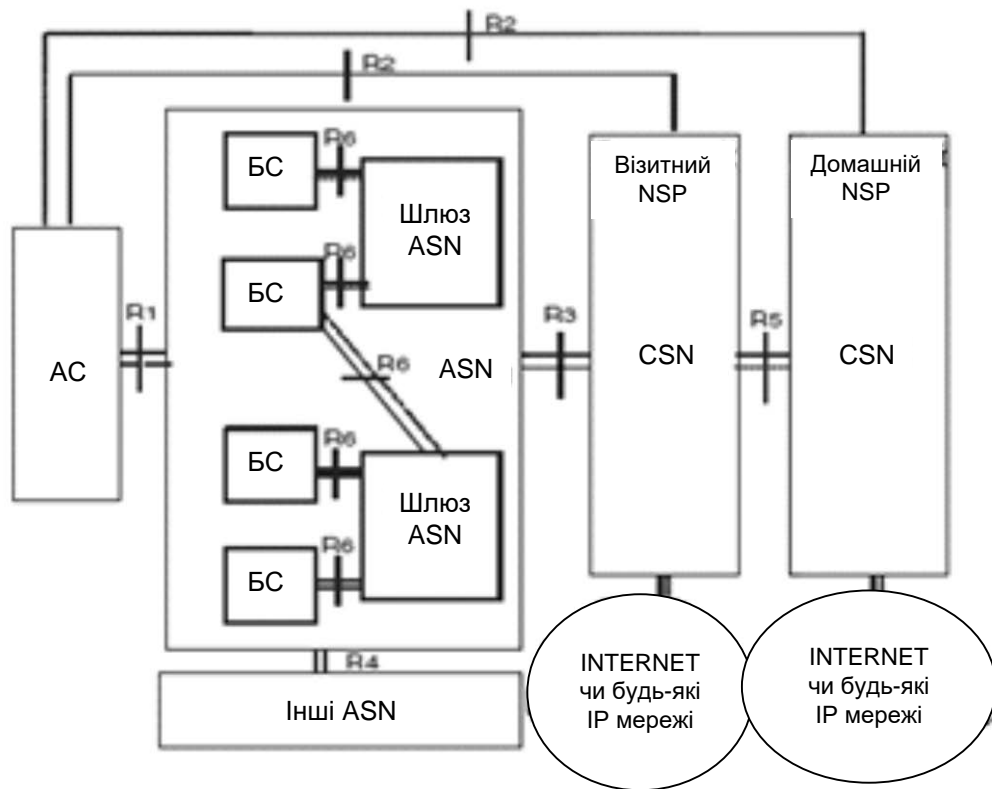 R2
R2
R6
БС
Шлюз
ASN
R6
БС
R1
АС
R6
ASN
R3
Візитний
NSP
CSN
R5
Домашній
NSP
CSN
R6
БС
Шлюз
ASN
R6
БС
R4
Інші ASN
INTERNET
чи будь-які
IP мережі
INTERNET
чи будь-які
IP мережі